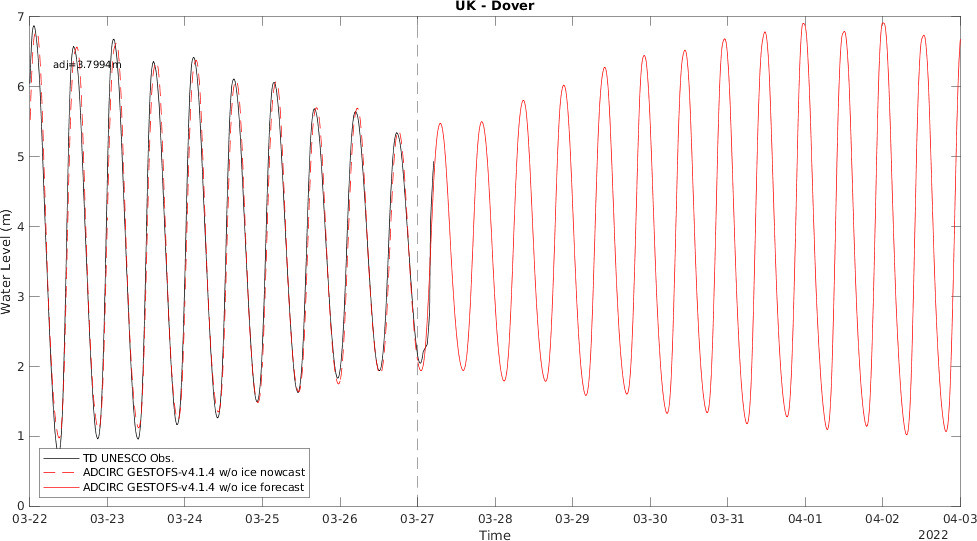 UK - Dover
7
adj=3.7994m
6
5
4
3
2
1
0
Water Level (m)
TD UNESCO Obs.
ADCIRC GESTOFS-v4.1.4 w/o ice nowcast
ADCIRC GESTOFS-v4.1.4 w/o ice forecast
03-22 03-23 03-24 03-25 03-26 03-27 03-28 03-29 03-30 03-31 04-01 04-02 04-03
Time
2022